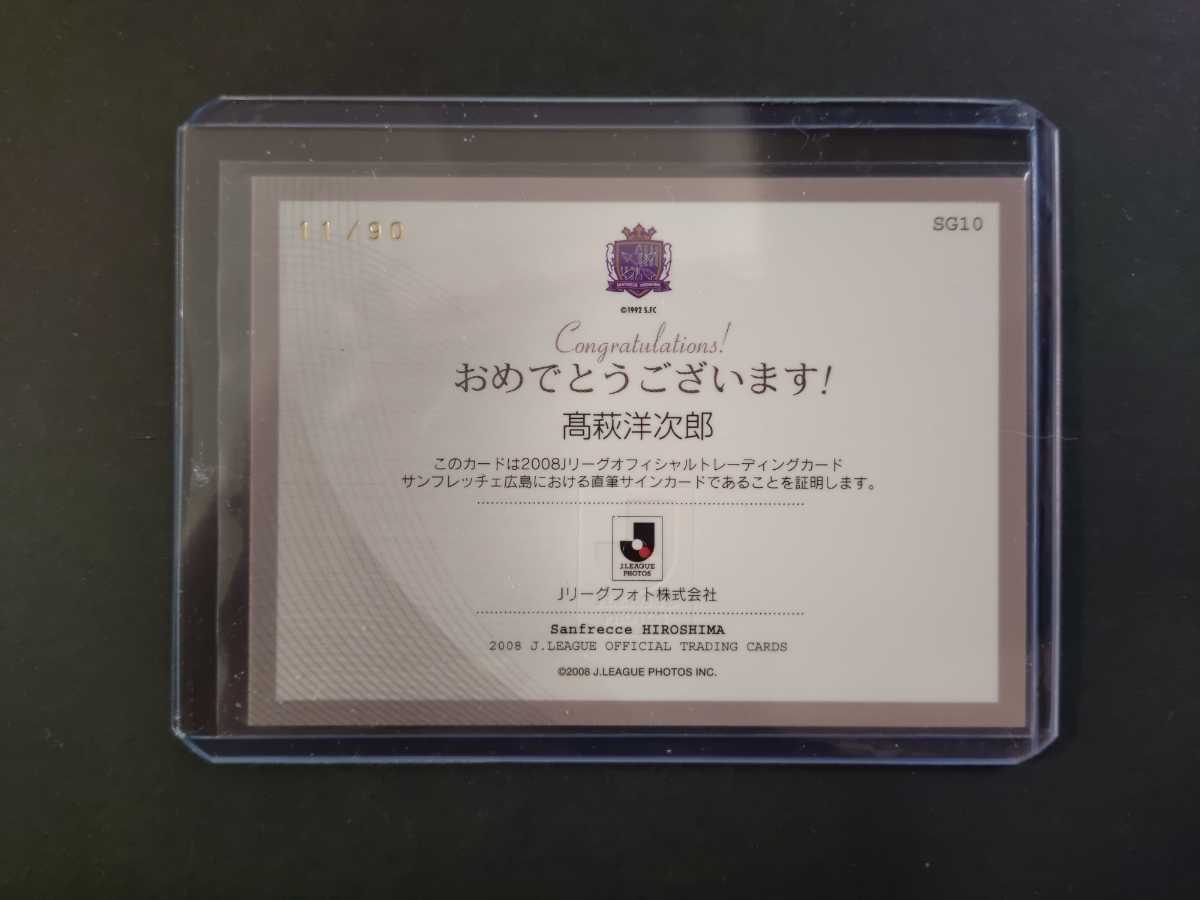 11/90
SG10
SANFRECCE HIROSHIMA
©1992 S.FC
Congratulations!
おめでとうございます!
髙萩洋次郎
このカードは2008Jリーグオフィシャルトレーディングカード
サンフレッチェ広島における直筆サインカードであることを証明します。
J.LEAGUE
PHOTOS
Jリーグフォト株式会社
Sanfrecce HIROSHIMA
2008 J.LEAGUE OFFICIAL TRADING CARDS
©2008 J.LEAGUE PHOTOS INC.